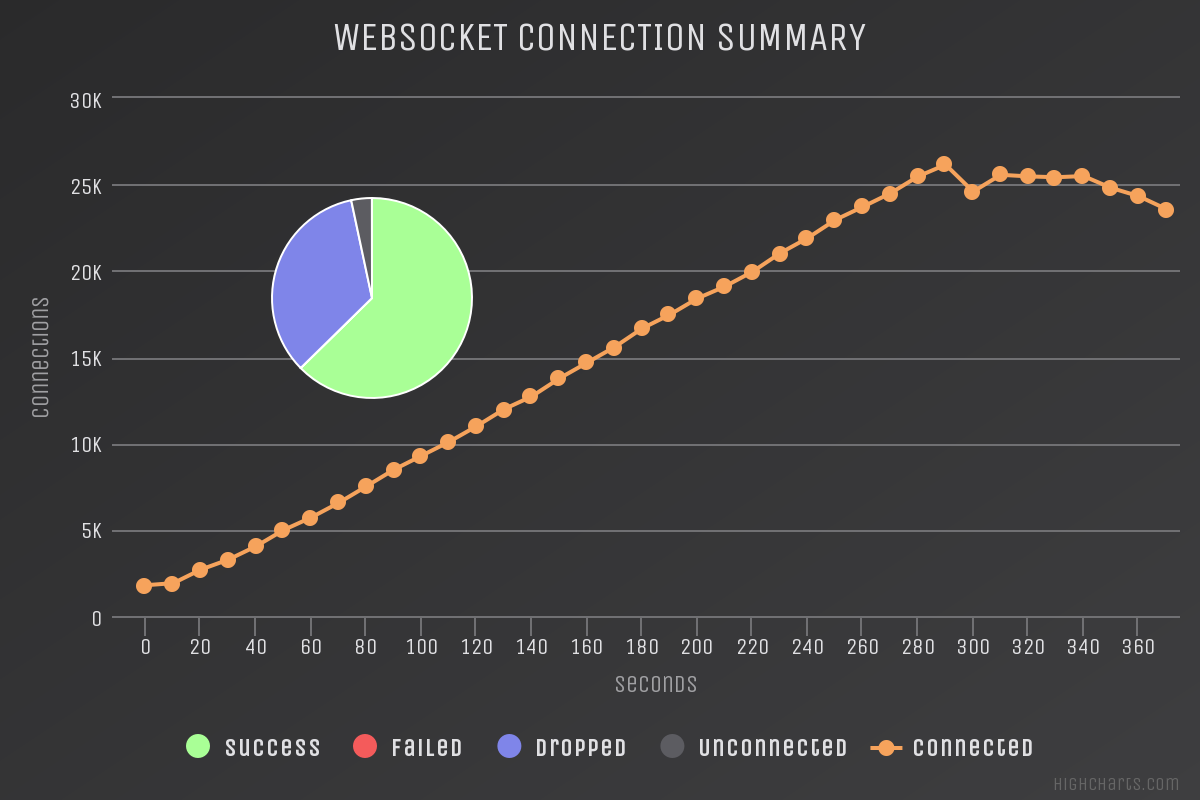 WEBSOCKET CONNECTION SUMMARY
30K
25K
20K
15K
10K
5K
0
connections
0 20 40 60 80 100 120 140 160 180 200 220 240 260 280 300 320 340 360
seconds
success failed dropped unconnected connected
Highcharts.com